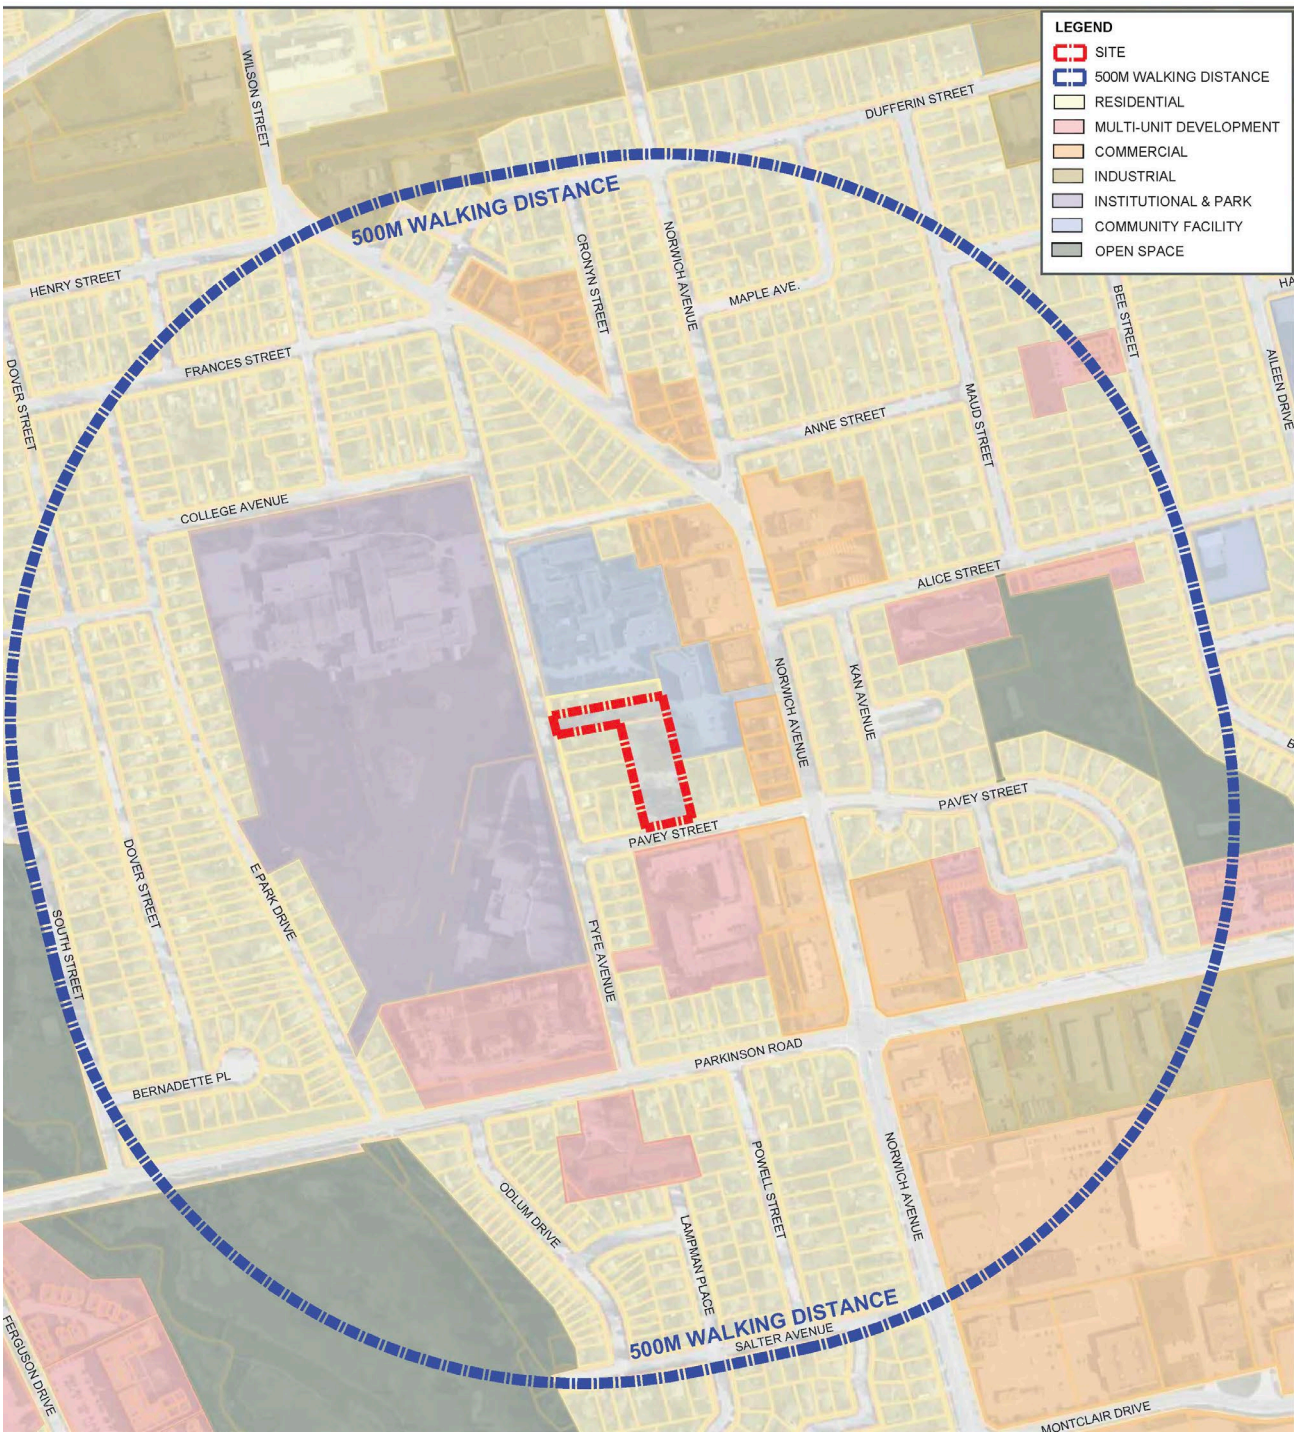 LEGEND
SITE
500M WALKING DISTANCE
RESIDENTIAL
MULTI-UNIT DEVELOPMENT
COMMERCIAL
INDUSTRIAL
INSTITUTIONAL & PARK
COMMUNITY FACILITY
OPEN SPACE
WILSON STREET
DUFFERIN STREET
500M WALKING DISTANCE
CRONYN STREET
NORWICH AVENUE
HENRY STREET
MAPLE AVE.
BEE STREET
HA
FRANCES STREET
DOVER STREET
AILEEN DRIVE
MAUD STREET
ANNE STREET
COLLEGE AVENUE
ALICE STREET
NORWICH AVENUE
KAN AVENUE
B
PAVEY STREET
PAVEY STREET
DOVER STREET
E PARK DRIVE
SOUTH STREET
FYFE AVENUE
PARKINSON ROAD
BERNADETTE PL
NORWICH AVENUE
POWELL STREET
ODLUM DRIVE
LAMPMAN PLACE
500M WALKING DISTANCE
SALTER AVENUE
FERGUSON DRIVE
MONTCLAIR DRIVE